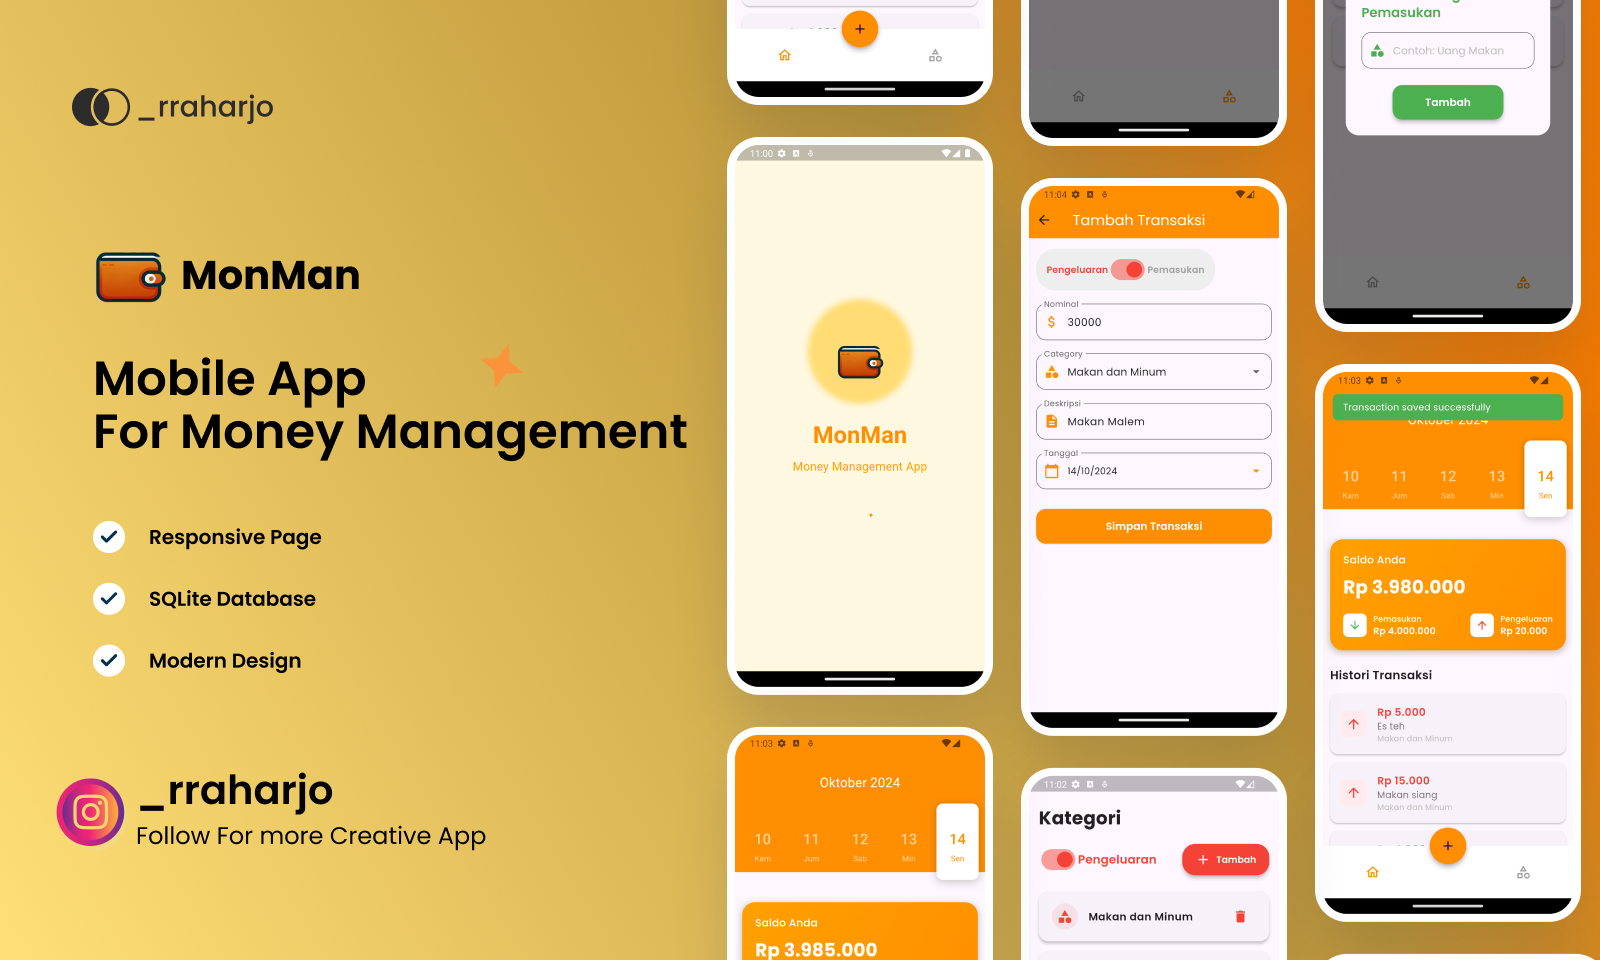 _rraharjo
MonMan
Mobile App
For Money Management
Responsive Page
SQLite Database
Modern Design
_rraharjo
Follow For more Creative App
11:00
MonMan
Money Management App
11:03
Oktober 2024
10 11 12 13 14
Kam Jum Sab Min Sen
Saldo Anda
Rp 3.985.000
11:04
Tambah Transaksi
Pengeluaran Pemasukan
Nominal
30000
Category
Makan dan Minum
Deskripsi
Makan Malem
Tanggal
14/10/2024
Simpan Transaksi
11:02
Kategori
Pengeluaran
Tambah
Makan dan Minum
Pemasukan
Contoh: Uang Makan
Tambah
11:03
Transaction saved successfully
Oktober 2024
10 11 12 13 14
Kam Jum Sab Min Sen
Saldo Anda
Rp 3.980.000
Pemasukan Pengeluaran
Rp 4.000.000 Rp 20.000
Histori Transaksi
Rp 5.000
Es teh
Makan dan Minum
Rp 15.000
Makan siang
Makan dan Minum